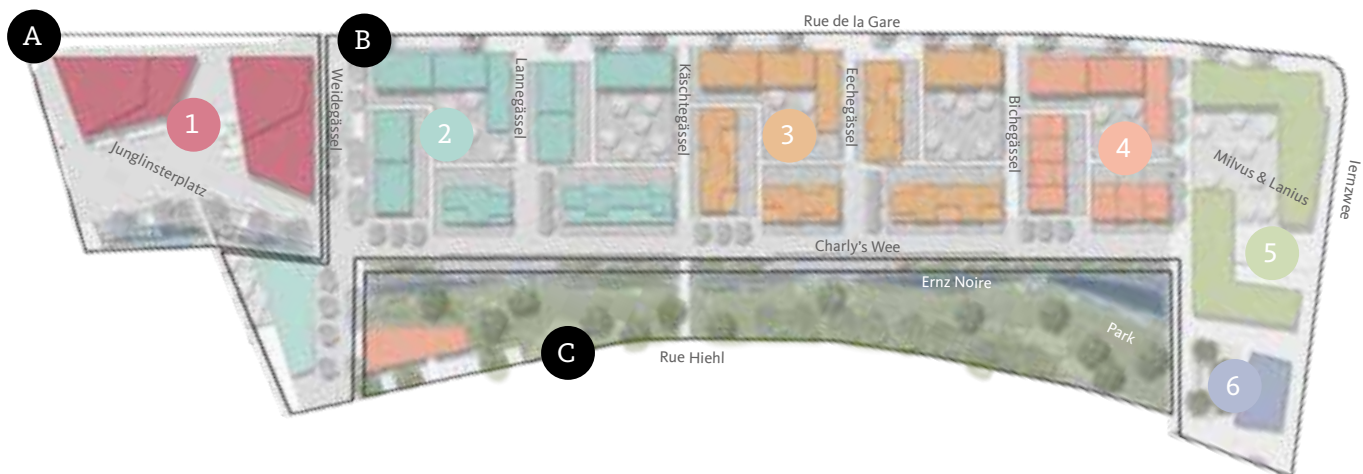 Rue de la Gare
A
B
Weidegässel
Lannegässel
Käschtegässel
Eechegässel
Bichegässel
1
2
3
4
Junglinsterplatz
Milvus & Lanius
Iernzwee
5
Charly's Wee
Ernz Noire
Park
C
Rue Hiehl
6